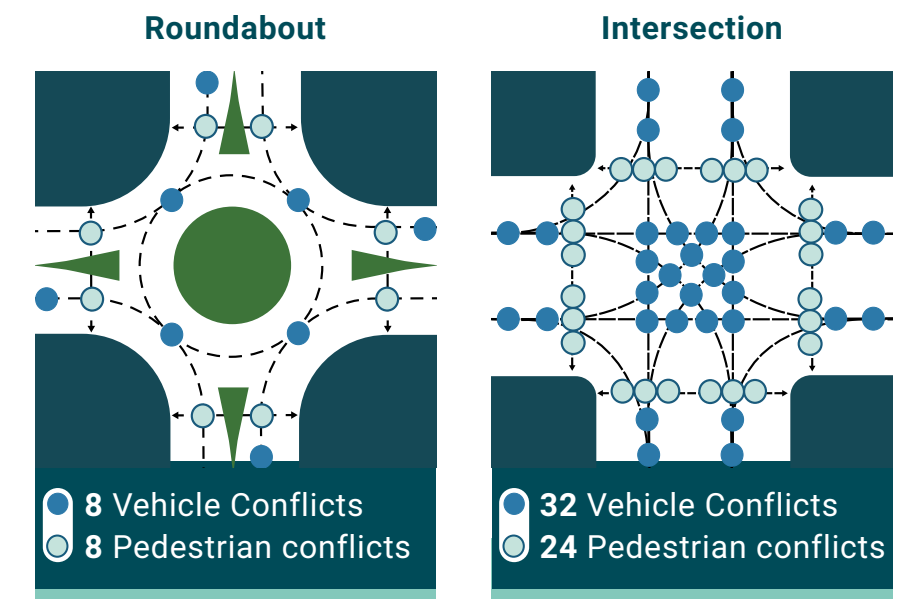 Roundabout
8 Vehicle Conflicts
8 Pedestrian conflicts
Intersection
32 Vehicle Conflicts
24 Pedestrian conflicts